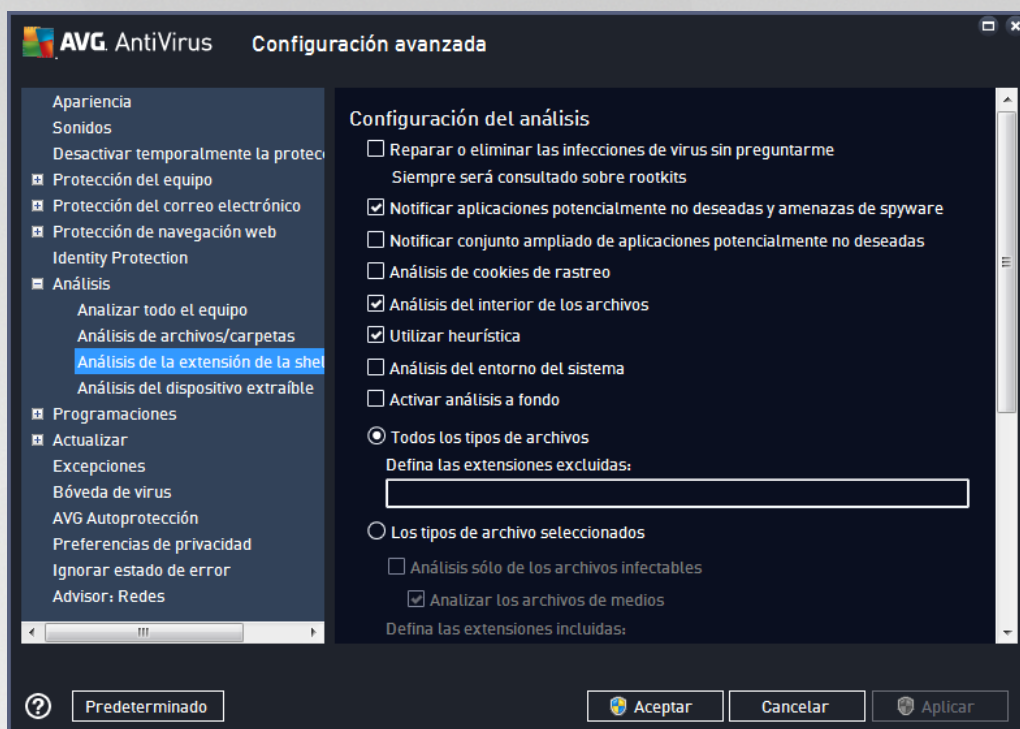 AVG. AntiVirus Configuración avanzada
Apariencia
Sonidos
Desactivar temporalmente la protec
Protección del equipo
Protección del correo electrónico
Protección de navegación web
Identity Protection
Análisis
Analizar todo el equipo
Análisis de archivos/carpetas
Análisis de la extensión de la shel
Análisis del dispositivo extraíble
Programaciones
Actualizar
Excepciones
Bóveda de virus
AVG Autoprotección
Preferencias de privacidad
Ignorar estado de error
Advisor: Redes
Configuración del análisis
Reparar o eliminar las infecciones de virus sin preguntarme
Siempre será consultado sobre rootkits
Notificar aplicaciones potencialmente no deseadas y amenazas de spyware
Notificar conjunto ampliado de aplicaciones potencialmente no deseadas
Análisis de cookies de rastreo
Análisis del interior de los archivos
Utilizar heurística
Análisis del entorno del sistema
Activar análisis a fondo
Todos los tipos de archivos
Defina las extensiones excluidas:
Los tipos de archivo seleccionados
Análisis sólo de los archivos infectables
Analizar los archivos de medios
Defina las extensiones incluidas:
Predeterminado
Aceptar
Cancelar
Aplicar